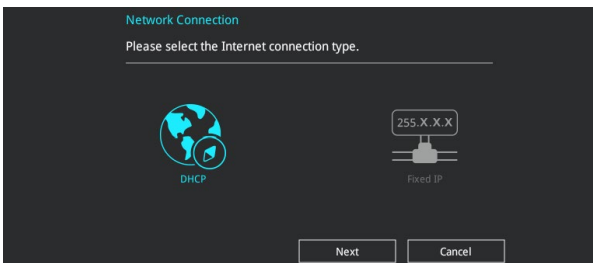 Network Connection
Please select the Internet connection type.
255.X.X.X
DHCP
Fixed IP
Next
Cancel